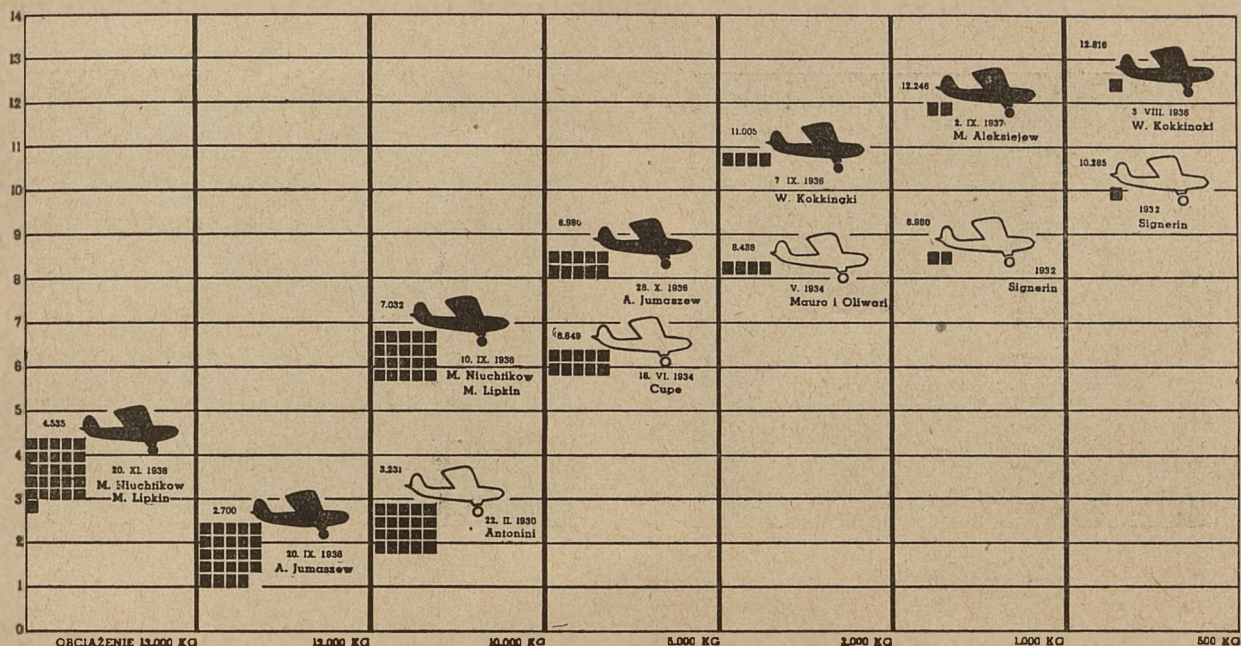 14
13
12
11
10
9
8
7
6
5
4
3
2
1
0
4.535
20. XI. 1936
M. Niuchtikow
M. Lipkin
2.700
20. IX. 1936
A. Jumaszew
7.032
10. IX. 1936
M. Niuchtikow
M. Lipkin
3.231
22. II. 1930
Antonini
8.980
28. X. 1936
A. Jumaszew
6.649
16. VI. 1934
Cupe
11.005
7 IX. 1936
W. Kokkinaki
8.438
V. 1934
Mauro i Oliwari
12.246
2. IX. 1937
M. Aleksiejew
8.980
1932
Signerin
12.816
3 VIII. 1936
W. Kokkinaki
10.285
1932
Signerin
OBCIĄŻENIE 13.000 KG
12.000 KG
10.000 KG
5.000 KG
2.000 KG
1.000 KG
500 KG